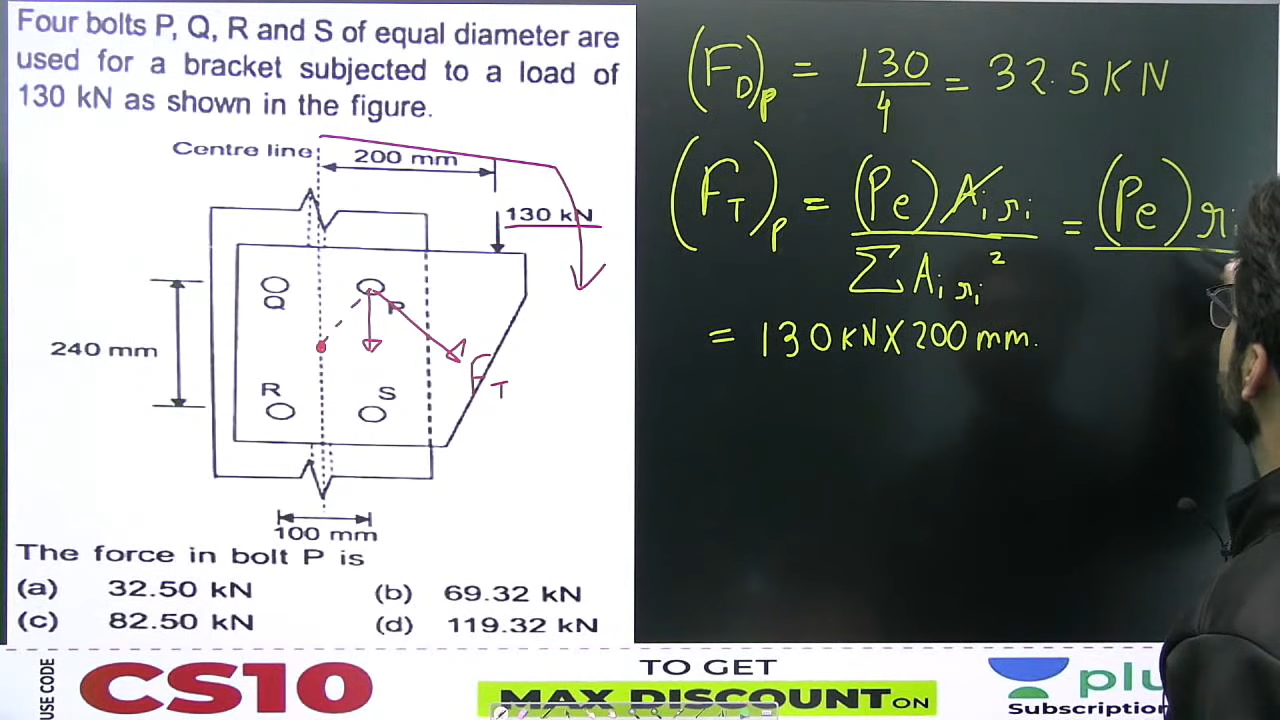 Four bolts P, Q, R and S of equal diameter are
used for a bracket subjected to a load of
130 kN as shown in the figure.
Centre line
200 mm
130 kN
Q
P
240 mm
R
S
F_T
100 mm
The force in bolt P is
(a) 32.50 kN (b) 69.32 kN
(c) 82.50 kN (d) 119.32 kN
(F_D)_P = 130/4 = 32.5 KN
(F_T)_P = (Pe) A_i r_i / Σ A_i r_i² = (Pe) r_i
= 130 kN × 200 mm.
USE CODE
CS10
TO GET
MAX DISCOUNT ON
Subscription